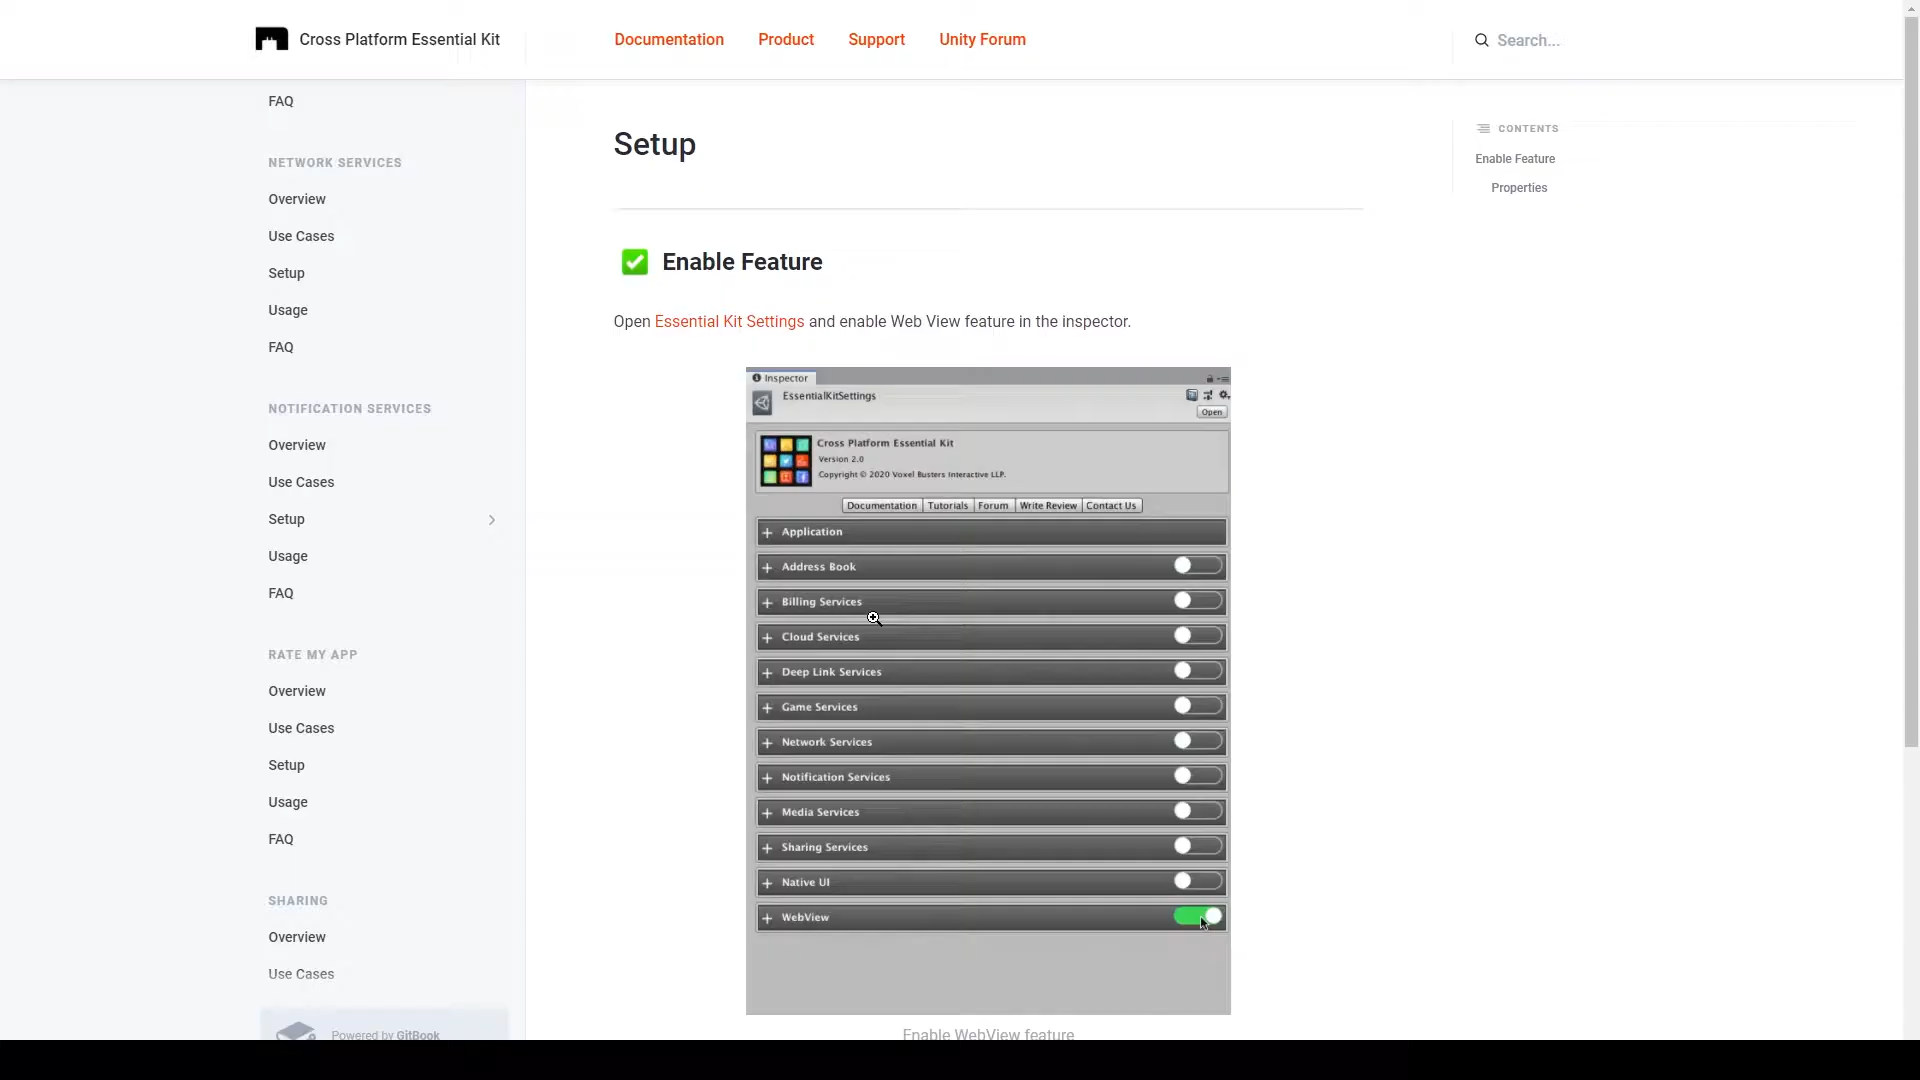 Cross Platform Essential Kit
Documentation
Product
Support
Unity Forum
Search...
FAQ
NETWORK SERVICES
Overview
Use Cases
Setup
Usage
FAQ
NOTIFICATION SERVICES
Overview
Use Cases
Setup
Usage
FAQ
RATE MY APP
Overview
Use Cases
Setup
Usage
FAQ
SHARING
Overview
Use Cases
Powered by GitBook
Setup
Enable Feature
Open Essential Kit Settings and enable Web View feature in the inspector.
Inspector
EssentialKitSettings
Open
Cross Platform Essential Kit
Version 2.0
Copyright © 2020 Voxel Busters Interactive LLP.
Documentation
Tutorials
Forum
Write Review
Contact Us
Application
Address Book
Billing Services
Cloud Services
Deep Link Services
Game Services
Network Services
Notification Services
Media Services
Sharing Services
Native UI
WebView
Enable WebView feature
CONTENTS
Enable Feature
Properties